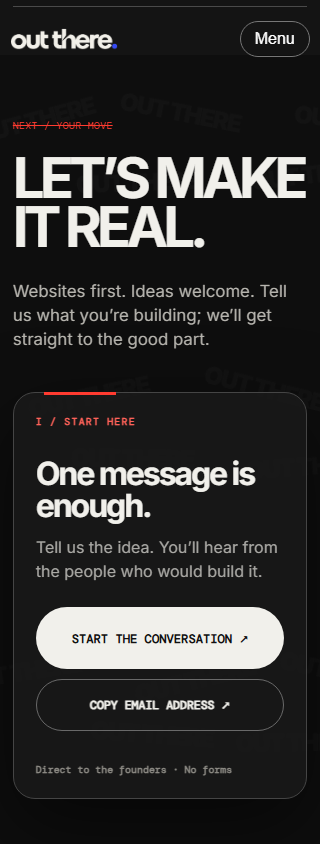 out there.
Menu
NEXT / YOUR MOVE
LET’S MAKE
IT REAL.
Websites first. Ideas welcome. Tell
us what you’re building; we’ll get
straight to the good part.
I / START HERE
One message is
enough.
Tell us the idea. You’ll hear from
the people who would build it.
START THE CONVERSATION ↗
COPY EMAIL ADDRESS ↗
Direct to the founders · No forms